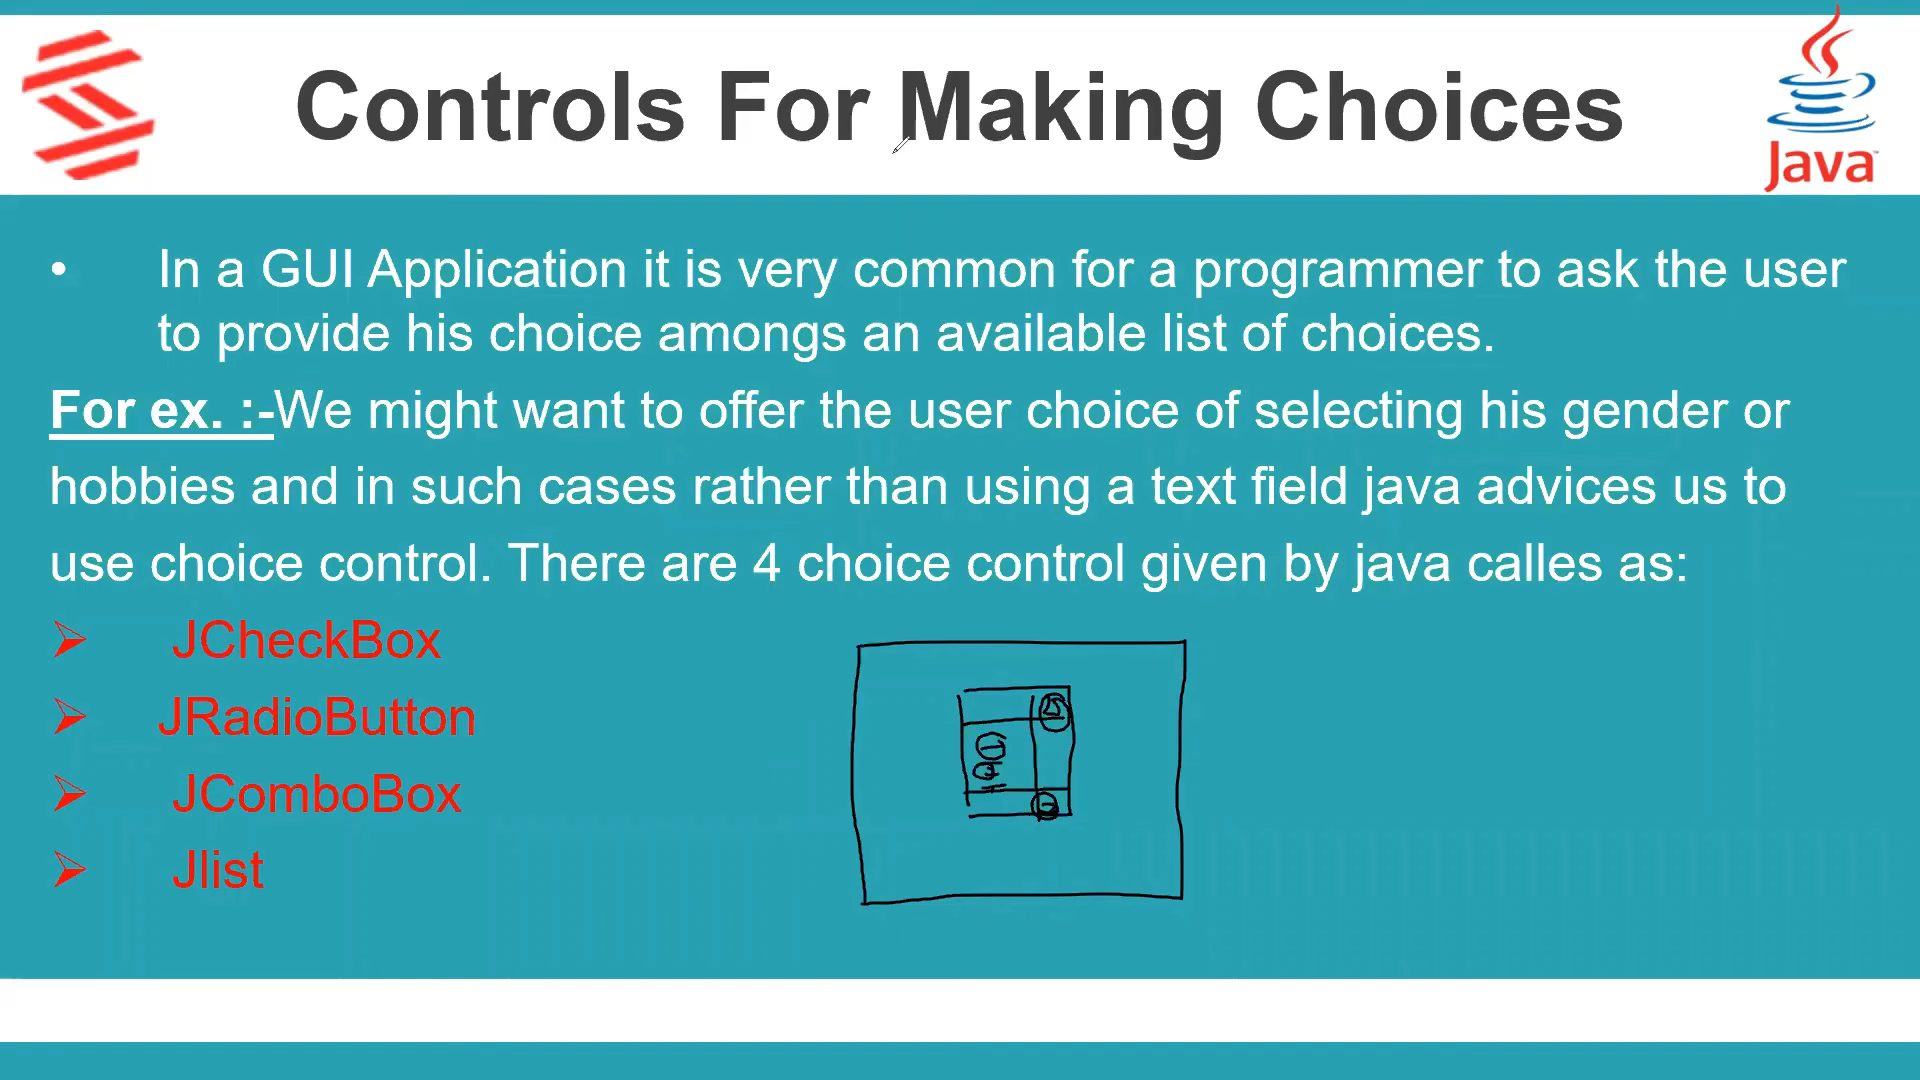 Controls For Making Choices
Java
• In a GUI Application it is very common for a programmer to ask the user
to provide his choice amongs an available list of choices.
For ex. :-We might want to offer the user choice of selecting his gender or
hobbies and in such cases rather than using a text field java advices us to
use choice control. There are 4 choice control given by java calles as:
➢ JCheckBox
➢ JRadioButton
➢ JComboBox
➢ Jlist